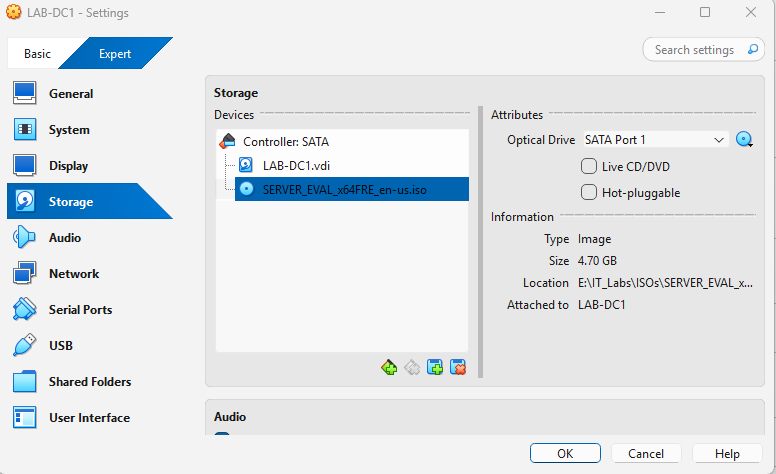 LAB-DC1 - Settings
Basic Expert
Search settings
General
System
Display
Storage
Audio
Network
Serial Ports
USB
Shared Folders
User Interface
Storage
Devices
Controller: SATA
LAB-DC1.vdi
SERVER_EVAL_x64FRE_en-us.iso
Attributes
Optical Drive SATA Port 1
Live CD/DVD
Hot-pluggable
Information
Type Image
Size 4.70 GB
Location E:\IT_Labs\ISOs\SERVER_EVAL_x...
Attached to LAB-DC1
Audio
OK Cancel Help